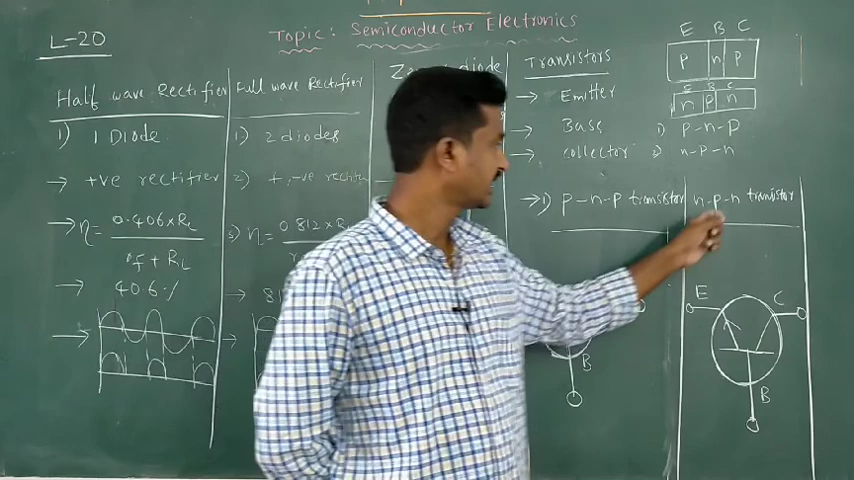 L-20
Topic: Semiconductor Electronics
Half wave Rectifier
1) 1 Diode
→ +ve rectifier
→ η = 0.406 × RL
rf + RL
→ 40.6 %
Full wave Rectifier
1) 2 diodes
2) +, -ve
3) η = 0.812 ×
diode
Transistors
→ Emitter
→ Base
→ collector
E B C
p n p
E B C
n p n
1) p-n-p
2) n-p-n
→ 1) p-n-p transistor
B
n-p-n transistor
E C
B